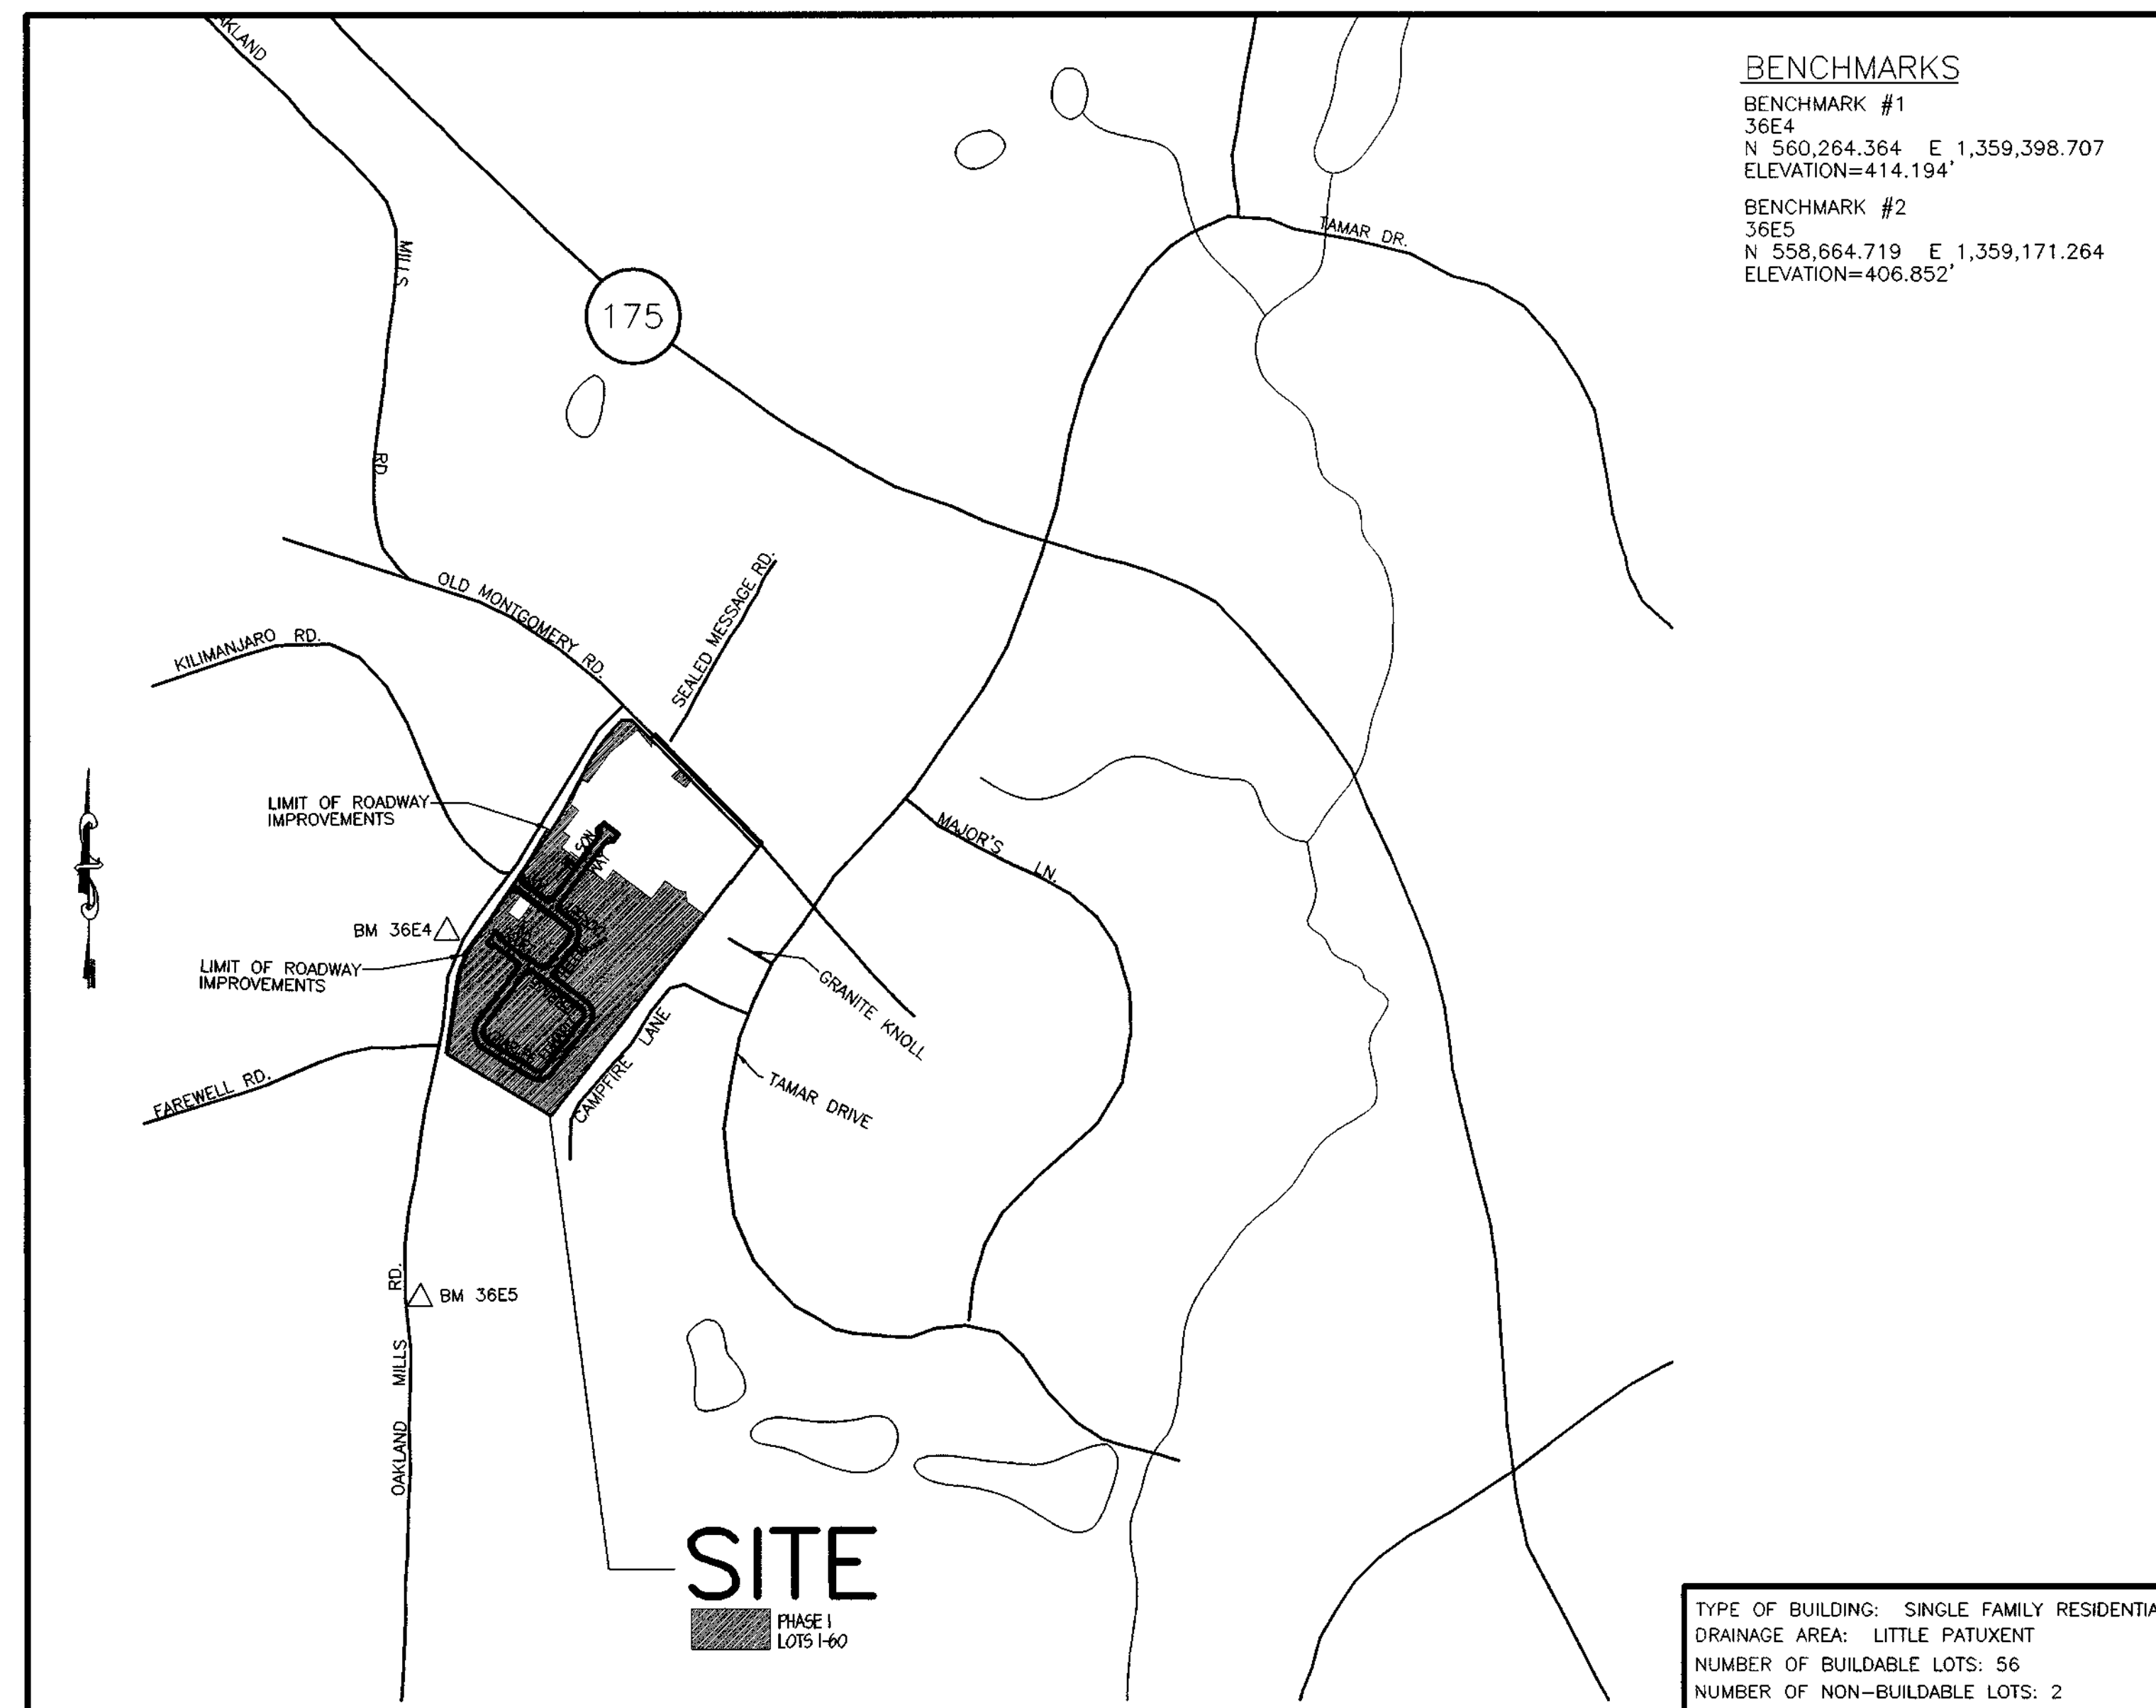 BENCHMARKS
BENCHMARK #1
36E4
N 560,264.364 E 1,359,398.707
ELEVATION=414.194'
BENCHMARK #2
36E5
N 558,664.719 E 1,359,171.264
ELEVATION=406.852'
MILLS
RD.
175
TAMAR DR.
OLD MONTGOMERY RD.
SEALED MESSAGE RD.
KILIMANJARO RD.
LIMIT OF ROADWAY
IMPROVEMENTS
WAY
MAJOR'S LN.
BM 36E4
LIMIT OF ROADWAY
IMPROVEMENTS
GRANITE KNOLL
CAMPFIRE LANE
FAREWELL RD.
TAMAR DRIVE
BM 36E5
OAKLAND MILLS RD.
SITE
PHASE 1
LOTS 1-60
TYPE OF BUILDING: SINGLE FAMILY
DRAINAGE AREA: LITTLE PATUXENT
NUMBER OF BUILDABLE LOTS: 56
NUMBER OF NON-BUILDABLE LOTS: 2